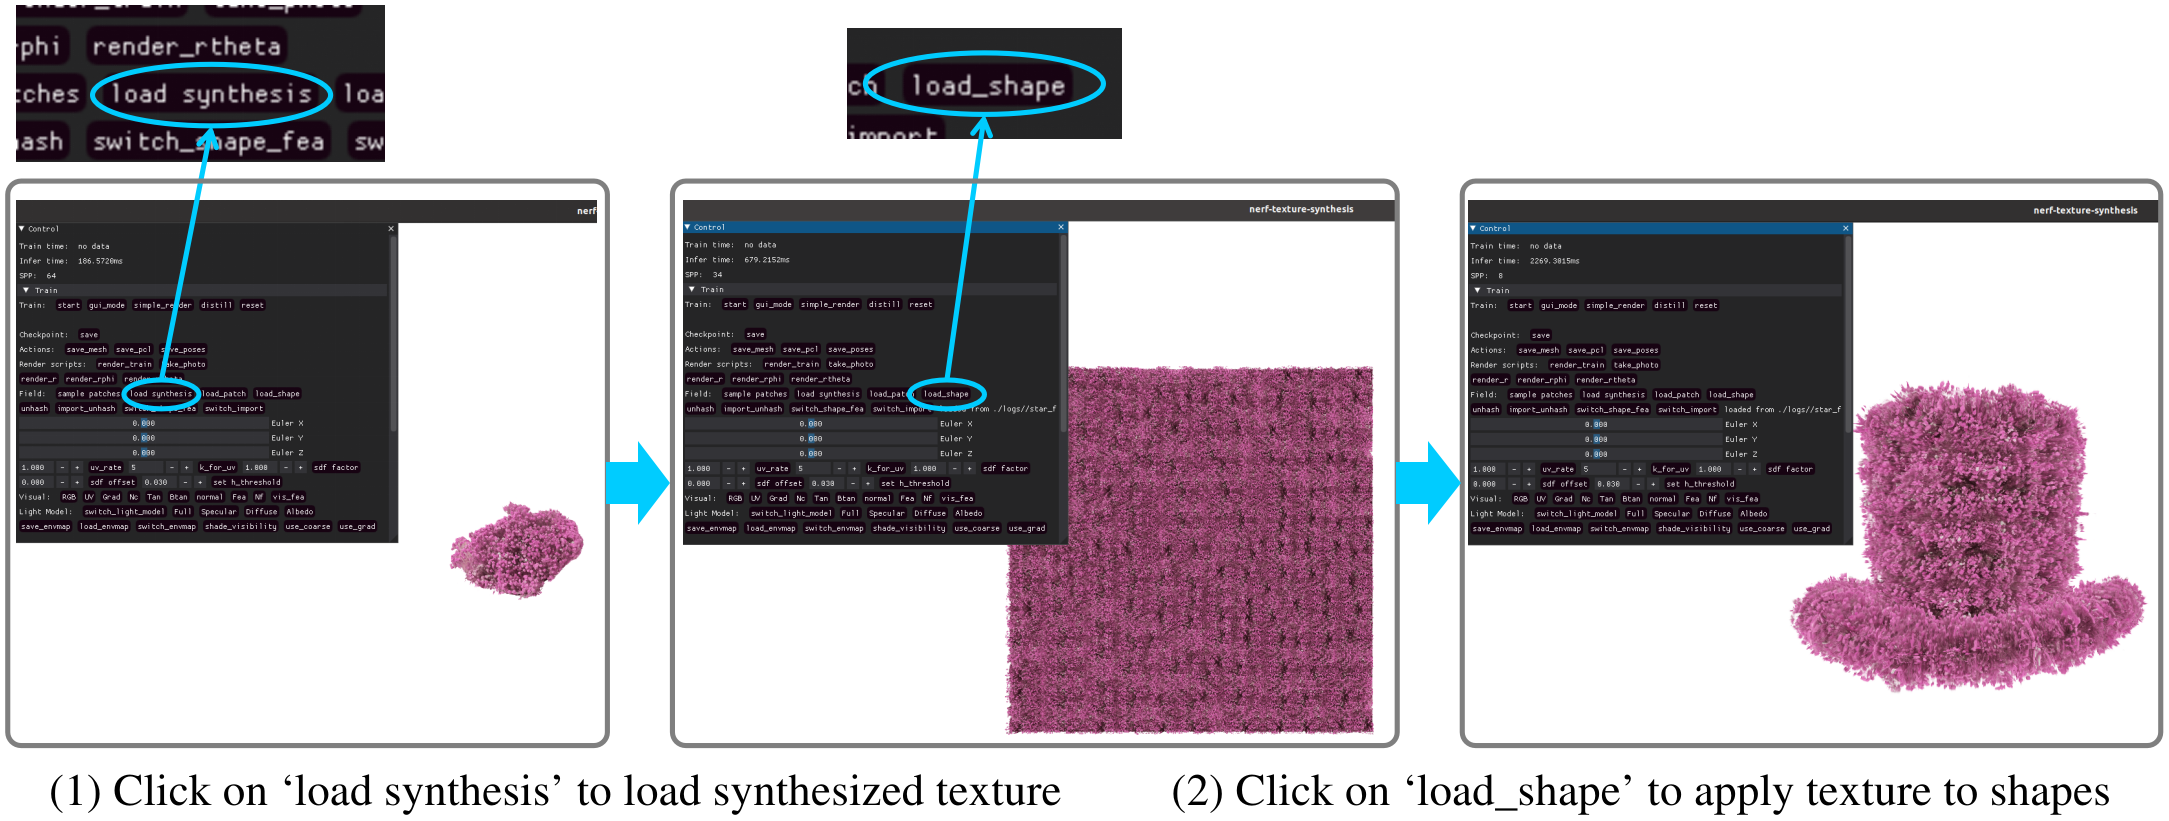 phi render_rtheta
ches load synthesis loa
ash switch_shape_fea sw
ch load_shape
import
nerf
Control
Train time: no data
Infer time: 186.5720ms
SPP: 64
Train
Train: start gui_mode simple_render distill reset
Checkpoint: save
Actions: save_mesh save_pcl save_poses
Render scripts: render_train take_photo
render_r render_rphi
Field: sample patches load synthesis load_patch load_shape
unhash import_unhash switch_shape_fea switch_import
0.000 Euler X
0.000 Euler Y
0.000 Euler Z
1.000 - + uv_rate 5 - + k_for_uv 1.000 - + sdf factor
0.000 - + sdf offset 0.030 - + set h_threshold
Visual: RGB UV Grad Nc Tan Btan normal Fea Nf vis_fea
Light Model: switch_light_model Full Specular Diffuse Albedo
save_envmap load_envmap switch_envmap shade_visibility use_coarse use_grad
nerf-texture-synthesis
Control
Train time: no data
Infer time: 679.2152ms
SPP: 34
Train
Train: start gui_mode simple_render distill reset
Checkpoint: save
Actions: save_mesh save_pcl save_poses
Render scripts: render_train take_photo
render_r render_rphi render_rtheta
Field: sample patches load synthesis load_patch load_shape
unhash import_unhash switch_shape_fea switch_import loaded from ./logs//star_f
0.000 Euler X
0.000 Euler Y
0.000 Euler Z
1.000 - + uv_rate 5 - + k_for_uv 1.000 - + sdf factor
0.000 - + sdf offset 0.030 - + set h_threshold
Visual: RGB UV Grad Nc Tan Btan normal Fea Nf vis_fea
Light Model: switch_light_model Full Specular Diffuse Albedo
save_envmap load_envmap switch_envmap shade_visibility use_coarse use_grad
nerf-texture-synthesis
Control
Train time: no data
Infer time: 2269.3815ms
SPP: 8
Train
Train: start gui_mode simple_render distill reset
Checkpoint: save
Actions: save_mesh save_pcl save_poses
Render scripts: render_train take_photo
render_r render_rphi render_rtheta
Field: sample patches load synthesis load_patch load_shape
unhash import_unhash switch_shape_fea switch_import loaded from ./logs//star_f
0.000 Euler X
0.000 Euler Y
0.000 Euler Z
1.000 - + uv_rate 5 - + k_for_uv 1.000 - + sdf factor
0.000 - + sdf offset 0.030 - + set h_threshold
Visual: RGB UV Grad Nc Tan Btan normal Fea Nf vis_fea
Light Model: switch_light_model Full Specular Diffuse Albedo
save_envmap load_envmap switch_envmap shade_visibility use_coarse use_grad
(1) Click on ‘load synthesis’ to load synthesized texture
(2) Click on ‘load_shape’ to apply texture to shapes